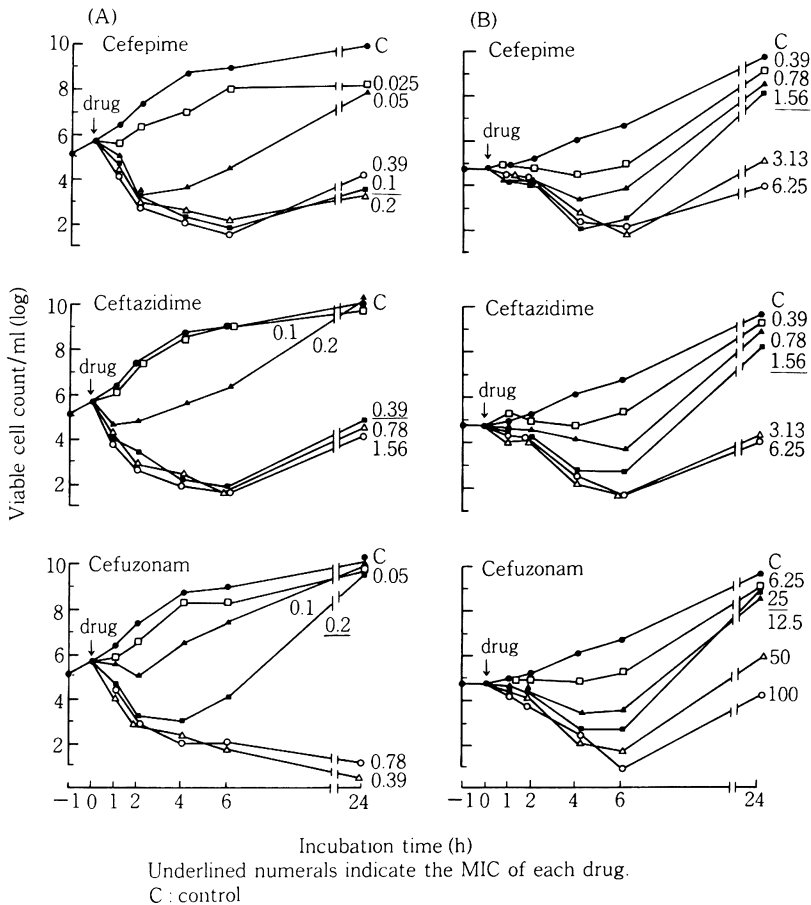 (A)
Cefepime
drug
C
0.025
0.05
0.39
0.1
0.2
10
8
6
4
2
(B)
Cefepime
drug
C
0.39
0.78
1.56
3.13
6.25
Viable cell count/ml (log)
Ceftazidime
drug
C
0.1
0.2
0.39
0.78
1.56
10
8
6
4
2
Ceftazidime
drug
C
0.39
0.78
1.56
3.13
6.25
Cefuzonam
drug
C
0.05
0.1
0.2
0.78
0.39
10
8
6
4
2
−1 0 1 2 4 6 24
Cefuzonam
drug
C
6.25
25
12.5
50
100
−1 0 1 2 4 6 24
Incubation time (h)
Underlined numerals indicate the MIC of each drug.
C : control